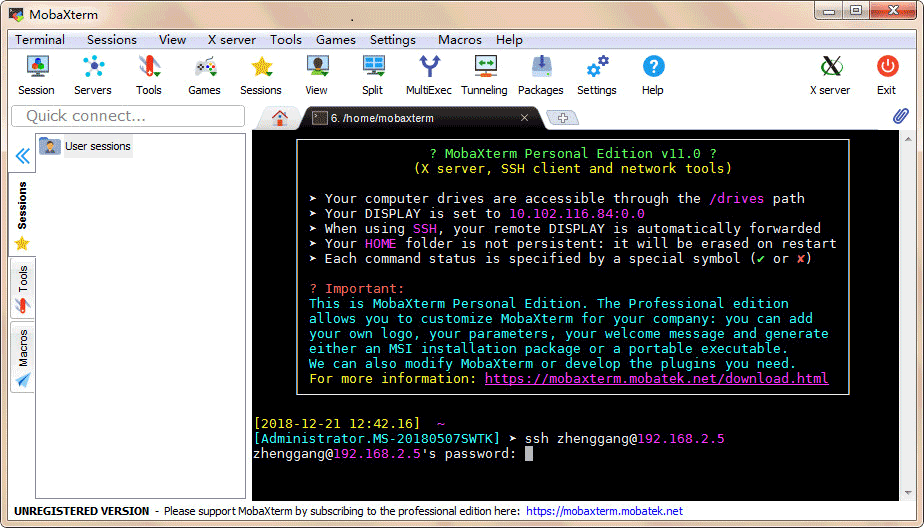 MobaXterm
Terminal Sessions View X server Tools Games Settings Macros Help
Session Servers Tools Games Sessions View Split MultiExec Tunneling Packages Settings Help X server Exit
Quick connect...
6. /home/mobaxterm
User sessions
Sessions
Tools
Macros
? MobaXterm Personal Edition v11.0 ?
(X server, SSH client and network tools)
➤ Your computer drives are accessible through the /drives path
➤ Your DISPLAY is set to 10.102.116.84:0.0
➤ When using SSH, your remote DISPLAY is automatically forwarded
➤ Your HOME folder is not persistent: it will be erased on restart
➤ Each command status is specified by a special symbol (✔ or ✘)
? Important:
This is MobaXterm Personal Edition. The Professional edition
allows you to customize MobaXterm for your company: you can add
your own logo, your parameters, your welcome message and generate
either an MSI installation package or a portable executable.
We can also modify MobaXterm or develop the plugins you need.
For more information: https://mobaxterm.mobatek.net/download.html
[2018-12-21 12:42.16] ~
[Administrator.MS-20180507SWTK] ➤ ssh zhenggang@192.168.2.5
zhenggang@192.168.2.5's password:
UNREGISTERED VERSION - Please support MobaXterm by subscribing to the professional edition here: https://mobaxterm.mobatek.net